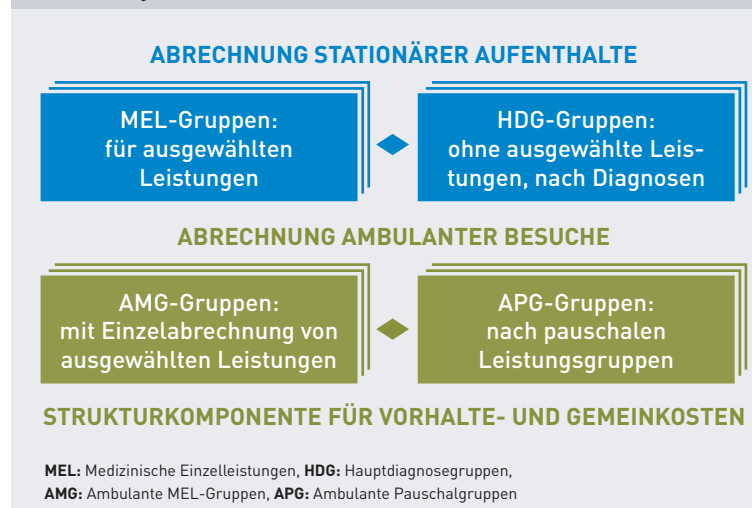 ABRECHNUNG STATIONÄRER AUFENTHALTE
MEL-Gruppen:
für ausgewählten
Leistungen
HDG-Gruppen:
ohne ausgewählte Leis-
tungen, nach Diagnosen
ABRECHNUNG AMBULANTER BESUCHE
AMG-Gruppen:
mit Einzelabrechnung von
ausgewählten Leistungen
APG-Gruppen:
nach pauschalen
Leistungsgruppen
STRUKTURKOMPONENTE FÜR VORHALTE- UND GEMEINKOSTEN
MEL: Medizinische Einzelleistungen, HDG: Hauptdiagnosegruppen,
AMG: Ambulante MEL-Gruppen, APG: Ambulante Pauschalgruppen